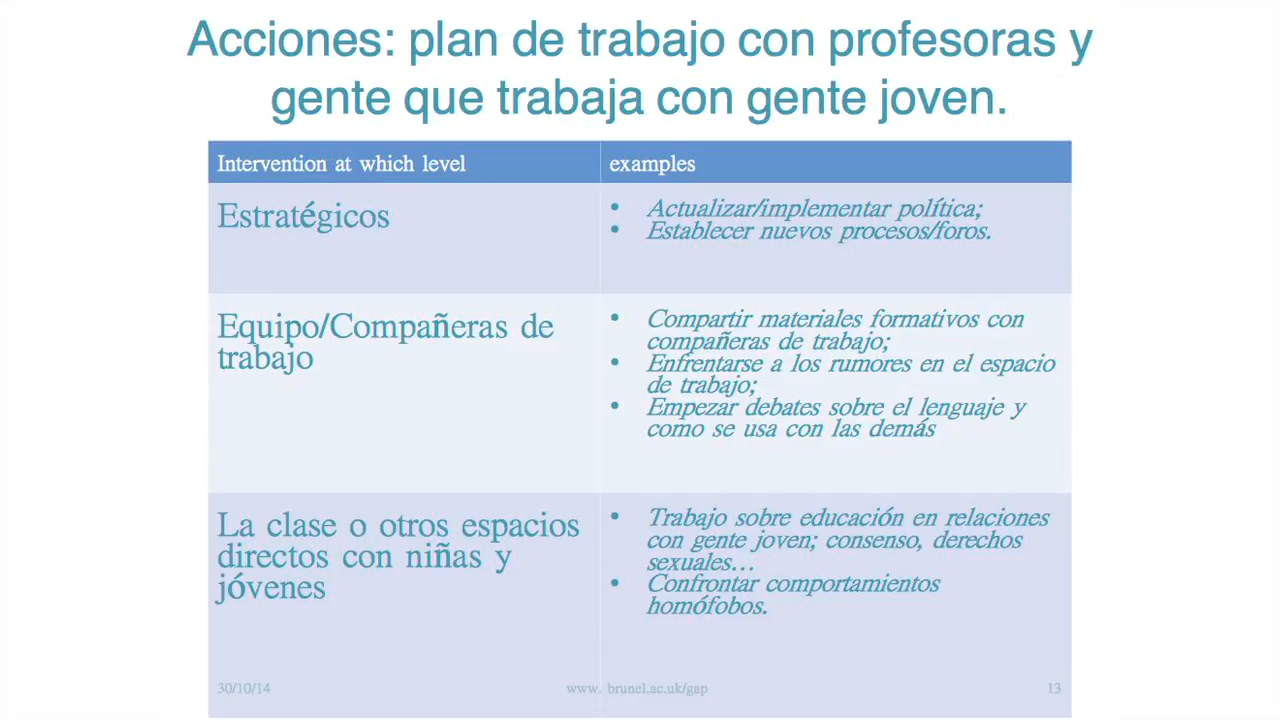 Acciones: plan de trabajo con profesoras y
gente que trabaja con gente joven.
Intervention at which level
examples
Estratégicos
• Actualizar/implementar política;
• Establecer nuevos procesos/foros.
Equipo/Compañeras de
trabajo
• Compartir materiales formativos con
compañeras de trabajo;
• Enfrentarse a los rumores en el espacio
de trabajo;
• Empezar debates sobre el lenguaje y
como se usa con las demás
La clase o otros espacios
directos con niñas y
jóvenes
• Trabajo sobre educación en relaciones
con gente joven; consenso, derechos
sexuales…
• Confrontar comportamientos
homófobos.
30/10/14
www. brunel.ac.uk/gap
13